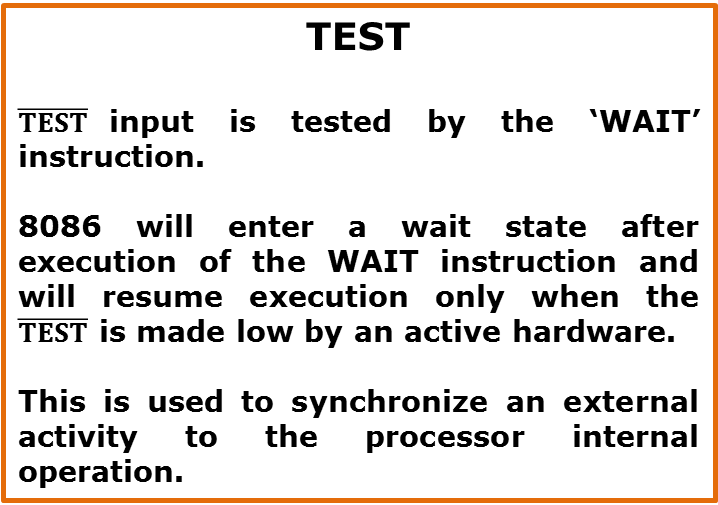 TEST
T̅E̅S̅T̅ input is tested by the ‘WAIT’
instruction.
8086 will enter a wait state after
execution of the WAIT instruction and
will resume execution only when the
T̅E̅S̅T̅ is made low by an active hardware.
This is used to synchronize an external
activity to the processor internal
operation.